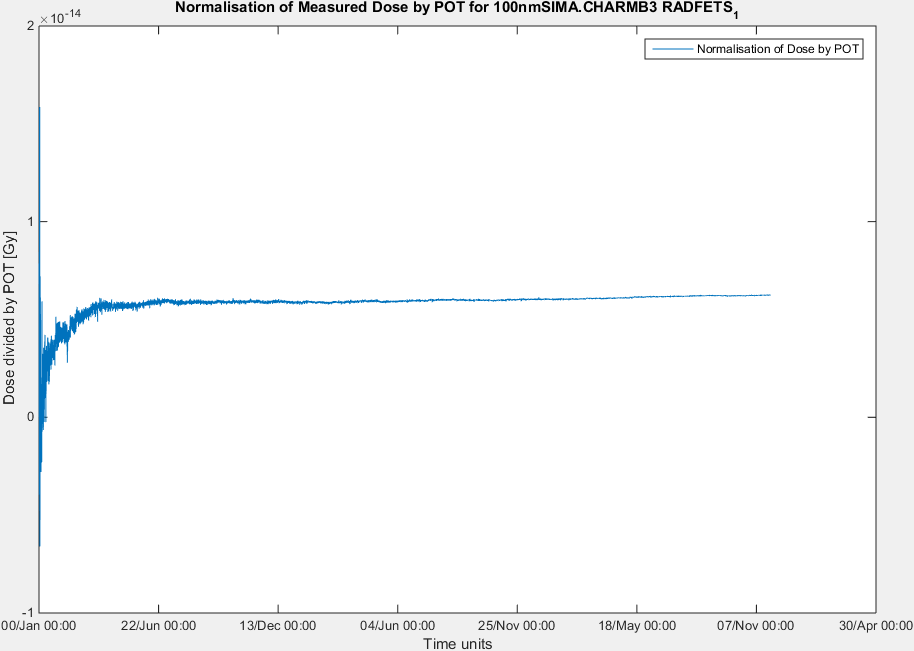 Normalisation of Measured Dose by POT for 100nmSIMA.CHARMB3 RADFETS1
×10-14
Normalisation of Dose by POT
2
1
0
-1
Dose divided by POT [Gy]
00/Jan 00:00 22/Jun 00:00 13/Dec 00:00 04/Jun 00:00 25/Nov 00:00 18/May 00:00 07/Nov 00:00 30/Apr 00:00
Time units